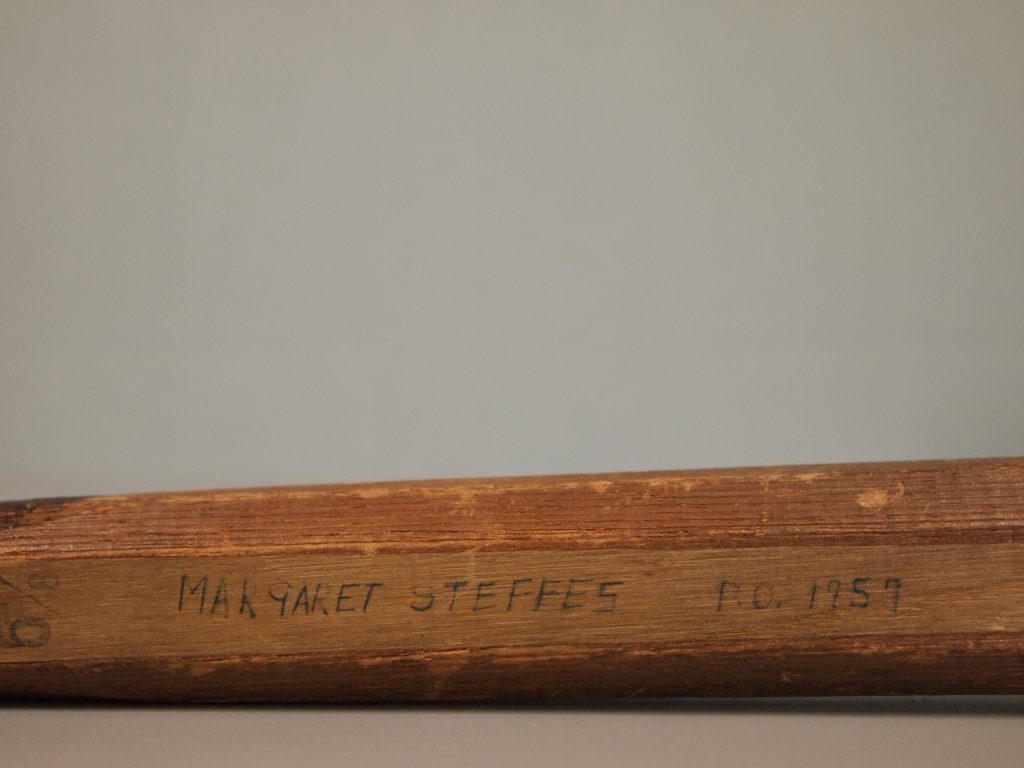 MARGARET STEFFES P.O. 1757